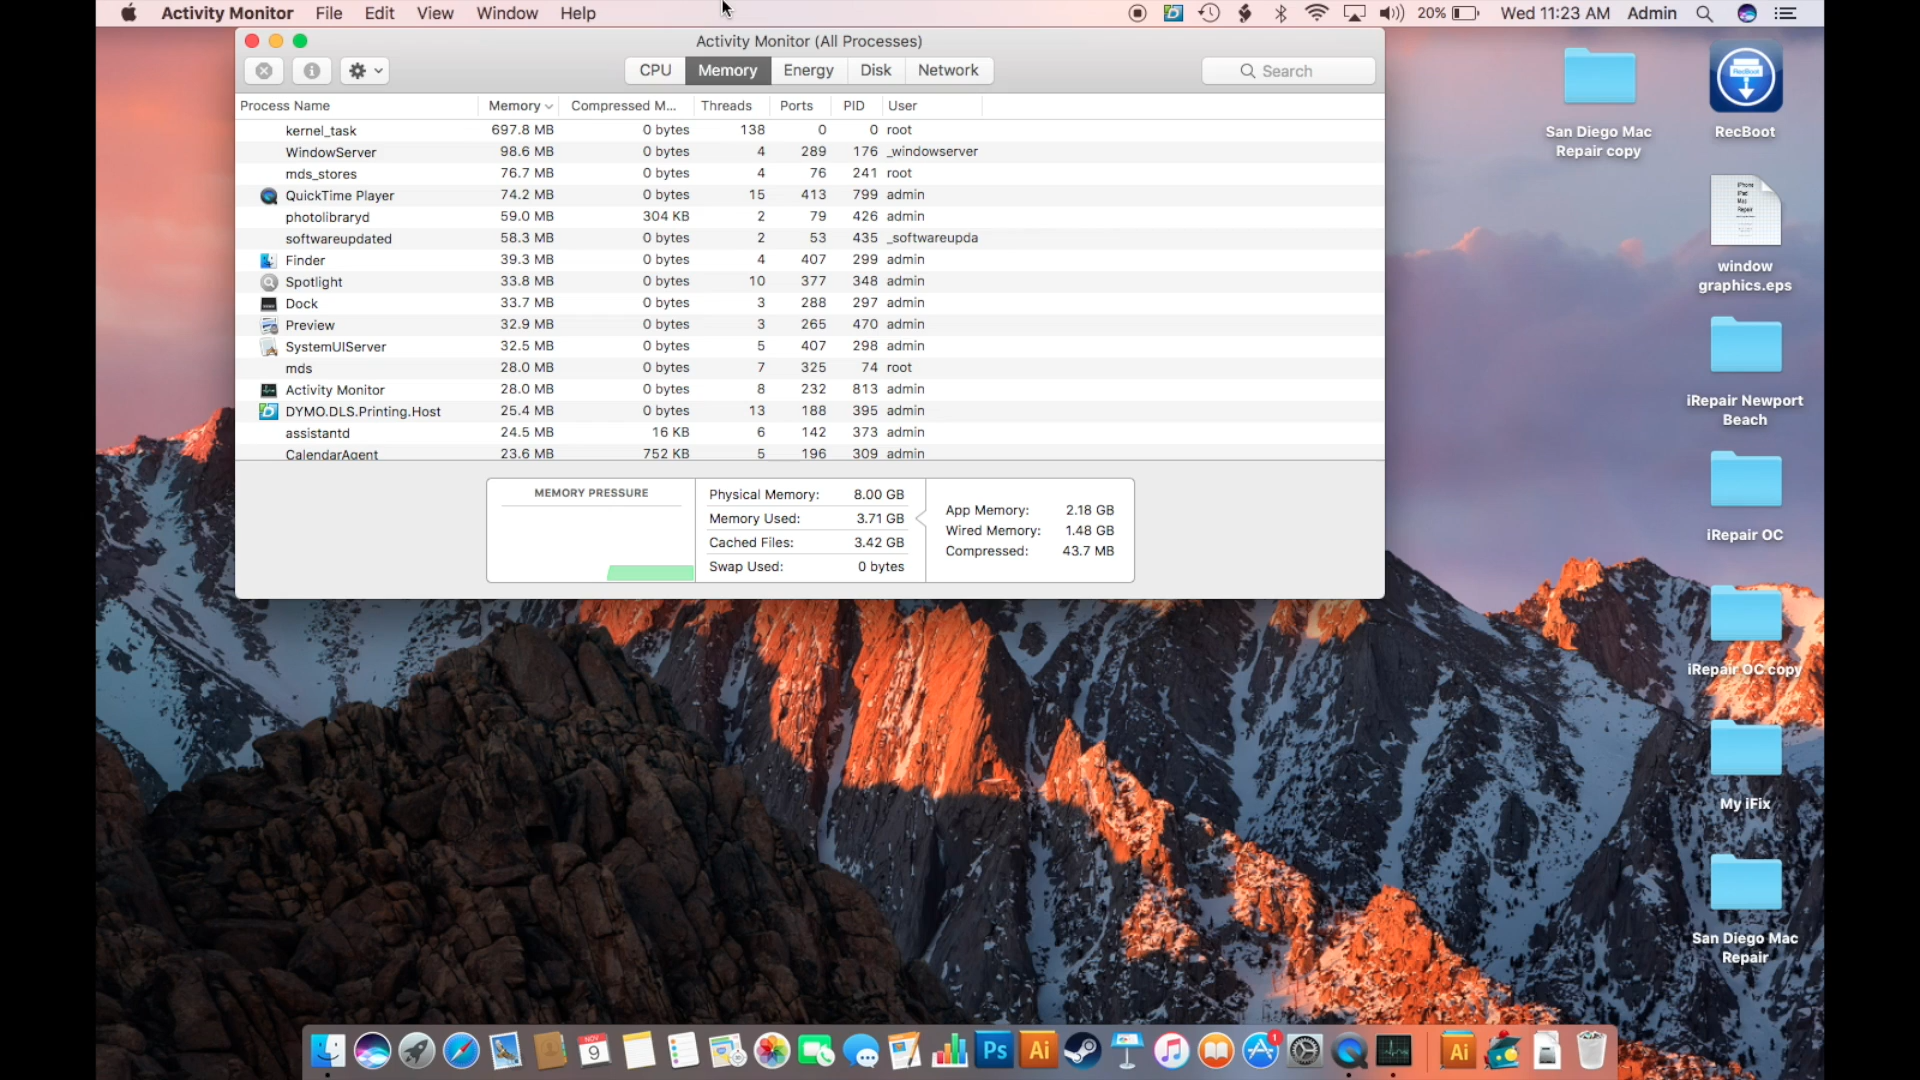 Activity Monitor File Edit View Window Help 20% Wed 11:23 AM Admin
Activity Monitor (All Processes)
CPU Memory Energy Disk Network Search
Process Name Memory Compressed M... Threads Ports PID User
kernel_task 697.8 MB 0 bytes 138 0 0 root
WindowServer 98.6 MB 0 bytes 4 289 176 _windowserver
mds_stores 76.7 MB 0 bytes 4 76 241 root
QuickTime Player 74.2 MB 0 bytes 15 413 799 admin
photolibraryd 59.0 MB 304 KB 2 79 426 admin
softwareupdated 58.3 MB 0 bytes 2 53 435 _softwareupda
Finder 39.3 MB 0 bytes 4 407 299 admin
Spotlight 33.8 MB 0 bytes 10 377 348 admin
Dock 33.7 MB 0 bytes 3 288 297 admin
Preview 32.9 MB 0 bytes 3 265 470 admin
SystemUIServer 32.5 MB 0 bytes 5 407 298 admin
mds 28.0 MB 0 bytes 7 325 74 root
Activity Monitor 28.0 MB 0 bytes 8 232 813 admin
DYMO.DLS.Printing.Host 25.4 MB 0 bytes 13 188 395 admin
assistantd 24.5 MB 16 KB 6 142 373 admin
CalendarAgent 23.6 MB 752 KB 5 196 309 admin
MEMORY PRESSURE
Physical Memory: 8.00 GB
Memory Used: 3.71 GB
Cached Files: 3.42 GB
Swap Used: 0 bytes
App Memory: 2.18 GB
Wired Memory: 1.48 GB
Compressed: 43.7 MB
San Diego Mac
Repair copy
RecBoot
RecBoot
iPhone
iPad
Mac
Repair
window
graphics.eps
iRepair Newport
Beach
iRepair OC
iRepair OC copy
My iFix
San Diego Mac
Repair
NOV
9
Ps
Ai
1
Ai